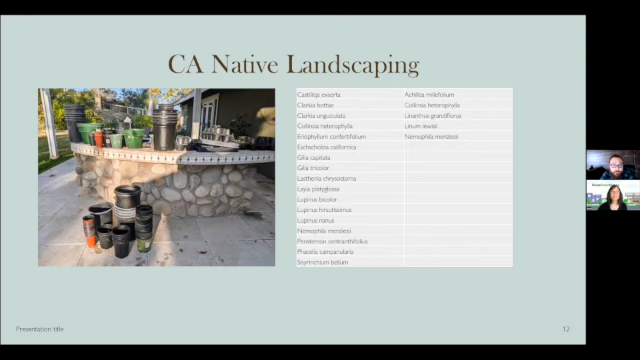 CA Native Landscaping
Castilleja exserta
Achillea millefolium
Clarkia bottae
Collinsia heterophylla
Clarkia unguiculata
Linanthus grandiflorus
Collinsia heterophylla
Linum lewisii
Eriophyllum confertiflorum
Nemophila menziesii
Eschscholzia californica
Gilia capitata
Gilia tricolor
Lasthenia chrysostoma
Layia platyglossa
Lupinus bicolor
Lupinus hirsutissimus
Lupinus nanus
Nemophila menziesii
Penstemon centranthifolius
Phacelia campanularia
Sisyrinchium bellum
Presentation title
12